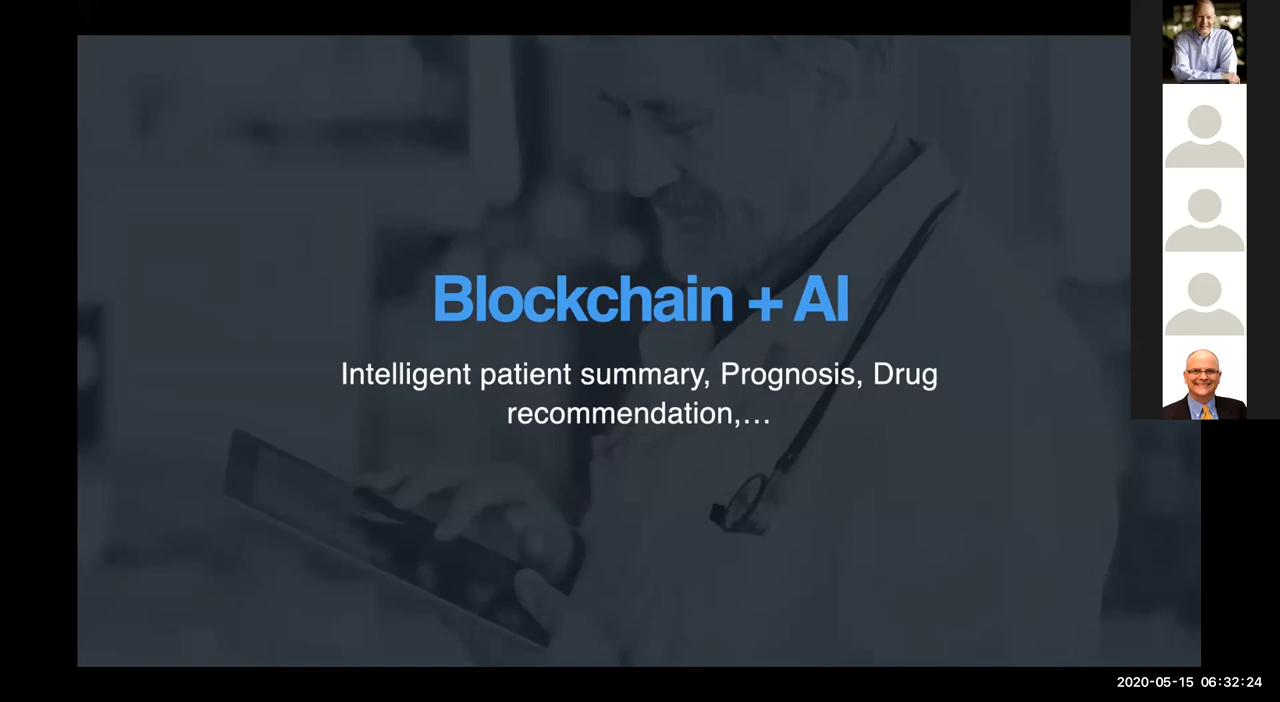 Blockchain + AI
Intelligent patient summary, Prognosis, Drug
recommendation,...
2020-05-15 06:32:24